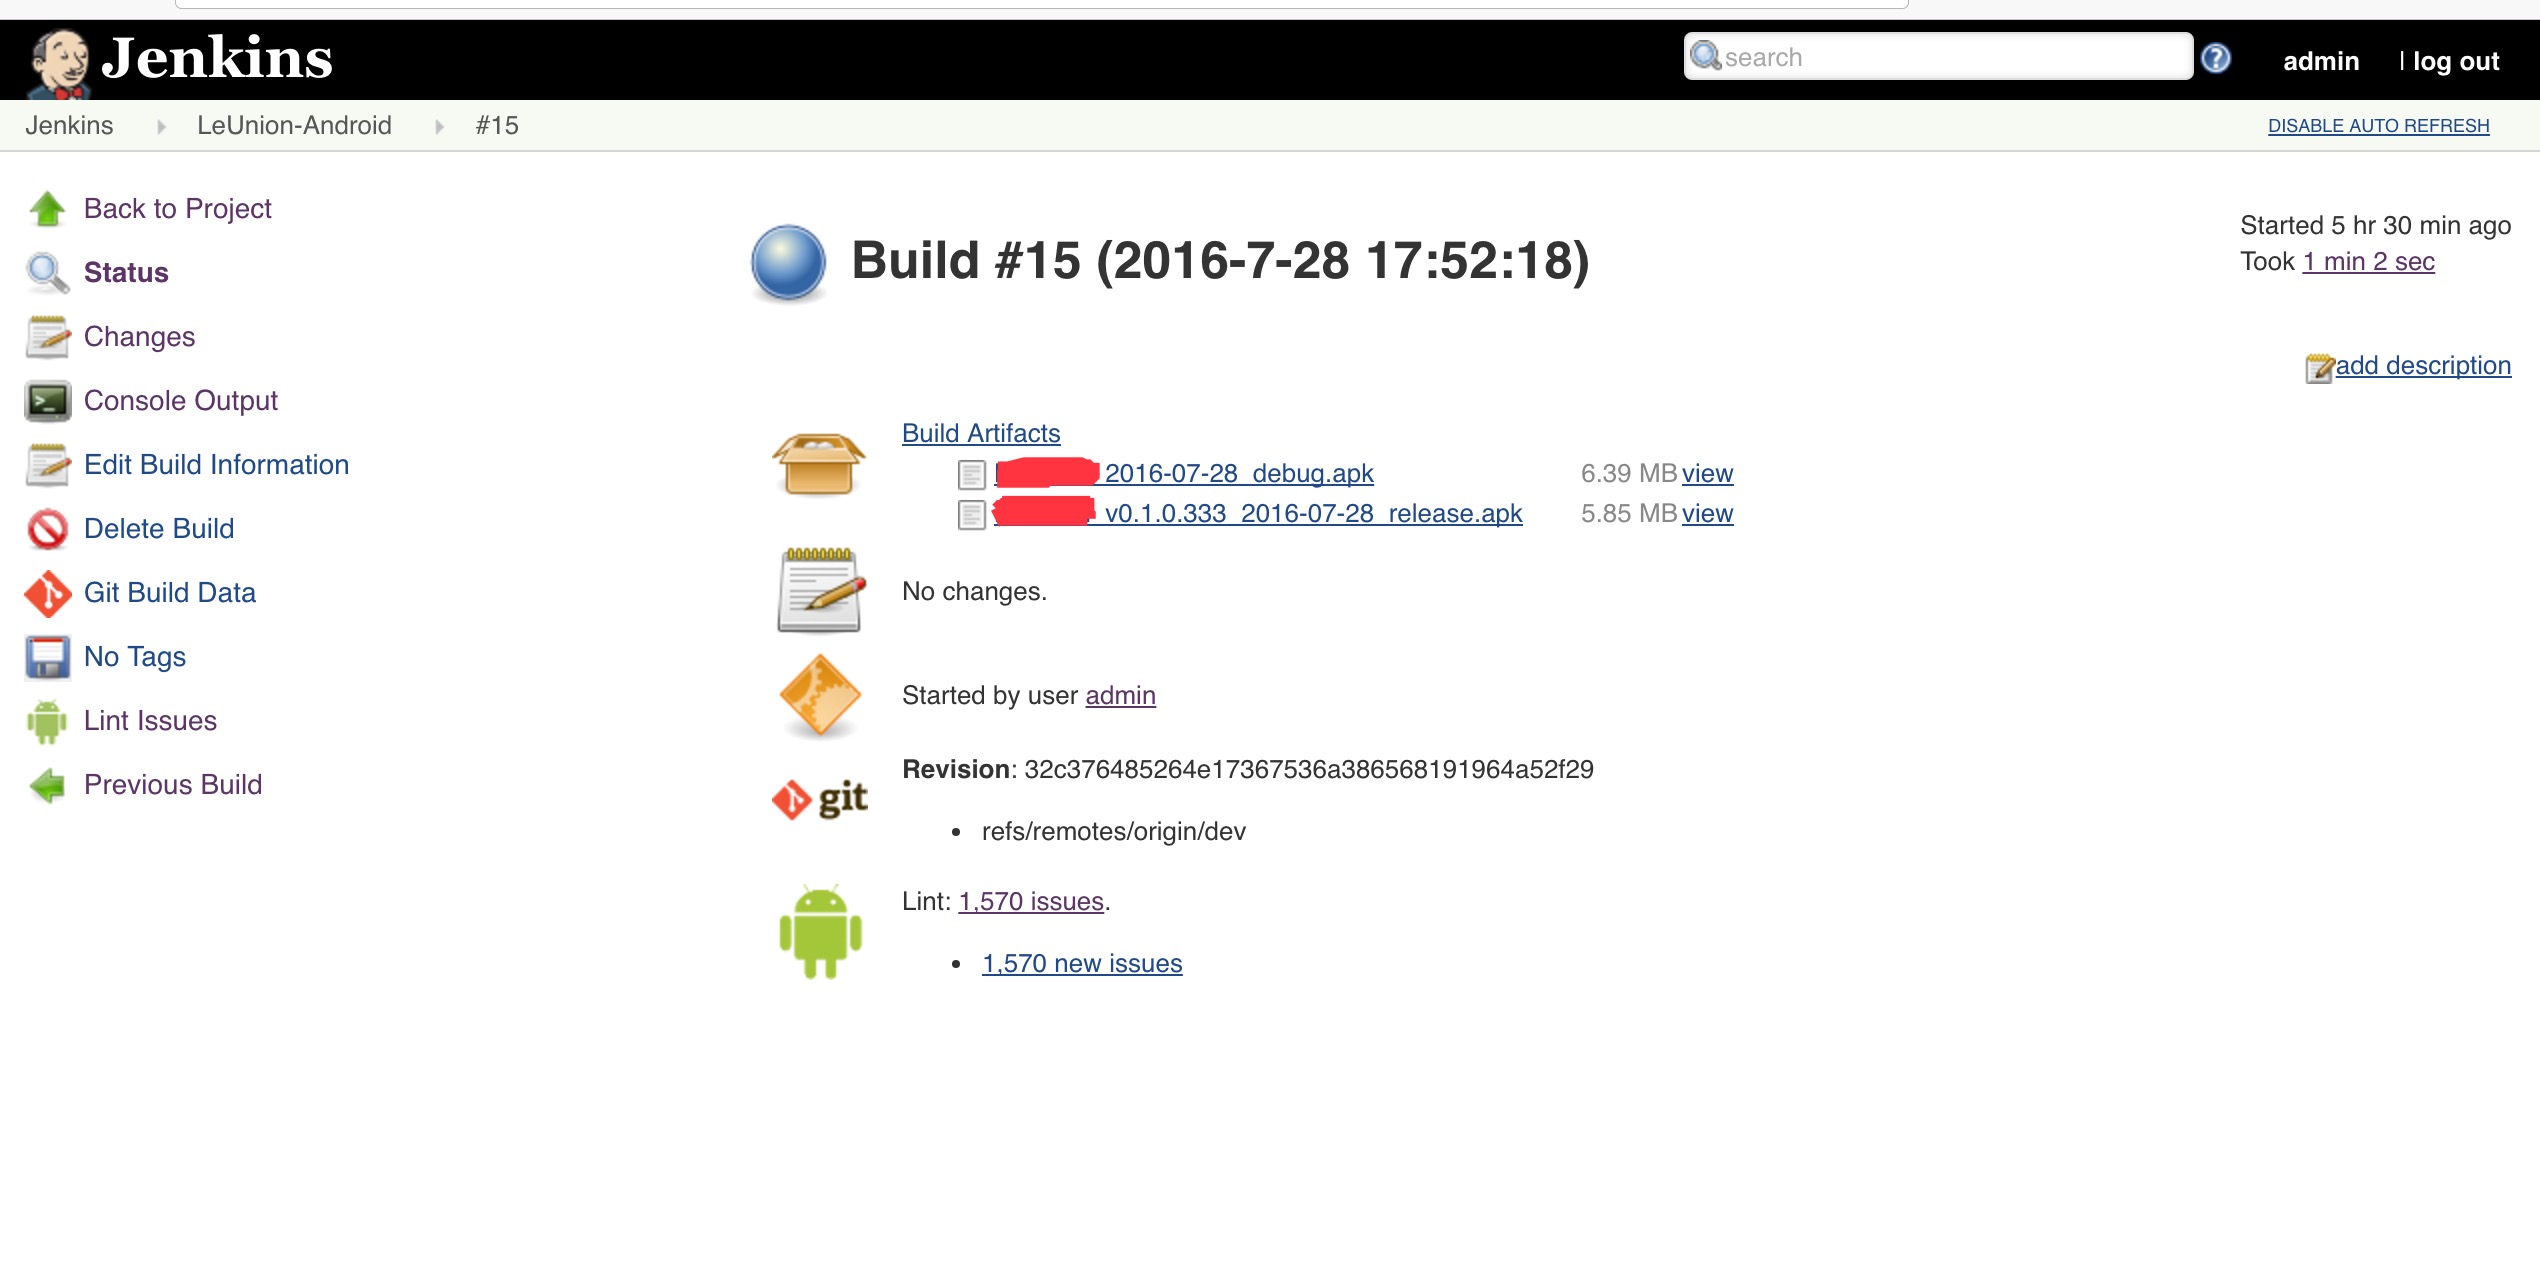 Jenkins
search
admin | log out
Jenkins LeUnion-Android #15
DISABLE AUTO REFRESH
Back to Project
Status
Changes
Console Output
Edit Build Information
Delete Build
Git Build Data
No Tags
Lint Issues
Previous Build
Build #15 (2016-7-28 17:52:18)
Started 5 hr 30 min ago
Took 1 min 2 sec
add description
Build Artifacts
_2016-07-28_debug.apk 6.39 MB view
_v0.1.0.333_2016-07-28_release.apk 5.85 MB view
No changes.
Started by user admin
git
Revision: 32c376485264e17367536a386568191964a52f29
refs/remotes/origin/dev
Lint: 1,570 issues.
1,570 new issues